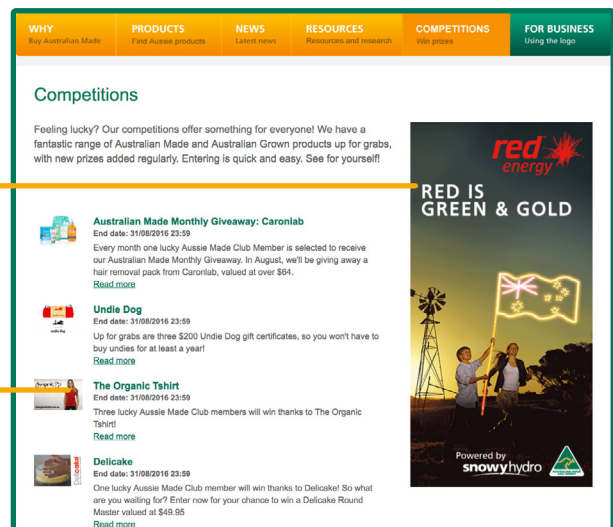 WHY
Buy Australian Made
PRODUCTS
Find Aussie products
NEWS
Latest news
RESOURCES
Resources and research
COMPETITIONS
Win prizes
FOR BUSINESS
Using the logo
Competitions
Feeling lucky? Our competitions offer something for everyone! We have a
fantastic range of Australian Made and Australian Grown products up for grabs,
with new prizes added regularly. Entering is quick and easy. See for yourself!
Australian Made Monthly Giveaway: Caronlab
End date: 31/08/2016 23:59
Every month one lucky Aussie Made Club Member is selected to receive
our Australian Made Monthly Giveaway. In August, we'll be giving away a
hair removal pack from Caronlab, valued at over $64.
Read more
Undie Dog
End date: 31/08/2016 23:59
Up for grabs are three $200 Undie Dog gift certificates, so you won't have to
buy undies for at least a year!
Read more
The Organic Tshirt
End date: 31/08/2016 23:59
Three lucky Aussie Made Club members will win thanks to The Organic
Tshirt!
Read more
Delicake
Delicake
End date: 31/08/2016 23:59
One lucky Aussie Made Club member will win thanks to Delicake! So what
are you waiting for? Enter now for your chance to win a Delicake Round
Master valued at $49.95
Read more
red
energy
RED IS
GREEN & GOLD
Powered by
snowyhydro